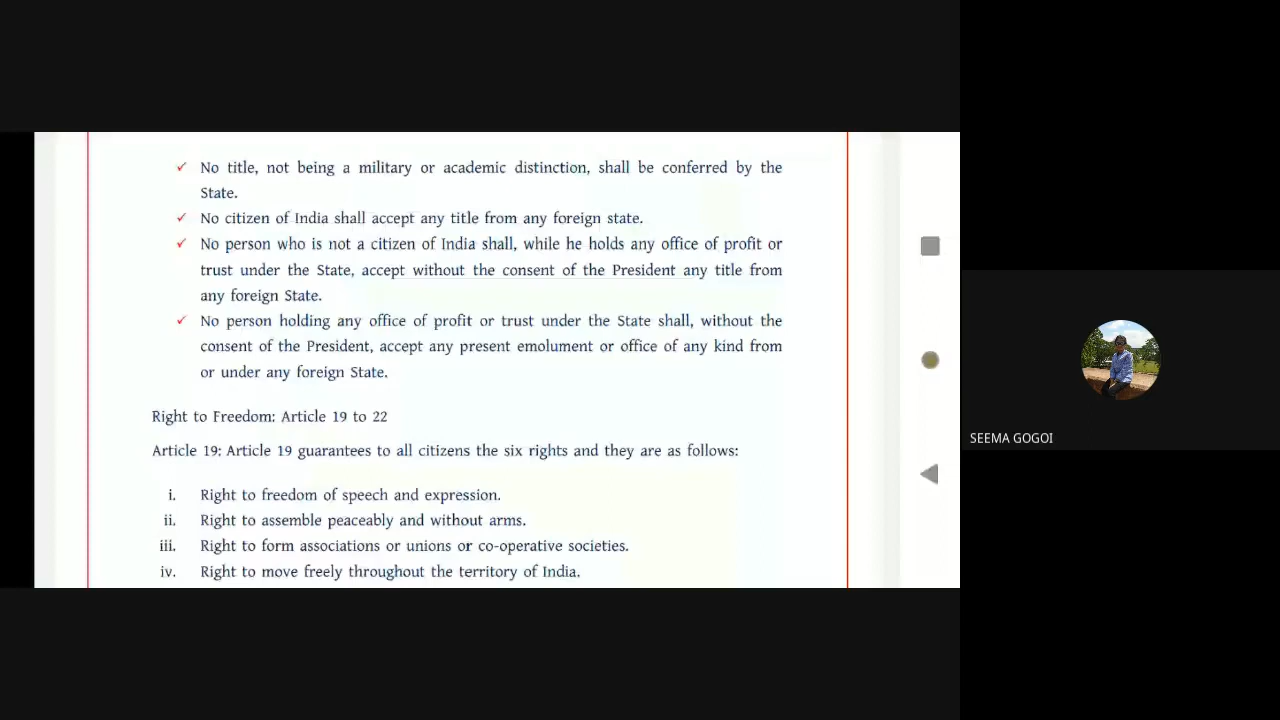 ✓ No title, not being a military or academic distinction, shall be conferred by the
State.
✓ No citizen of India shall accept any title from any foreign state.
✓ No person who is not a citizen of India shall, while he holds any office of profit or
trust under the State, accept without the consent of the President any title from
any foreign State.
✓ No person holding any office of profit or trust under the State shall, without the
consent of the President, accept any present emolument or office of any kind from
or under any foreign State.
Right to Freedom: Article 19 to 22
Article 19: Article 19 guarantees to all citizens the six rights and they are as follows:
i. Right to freedom of speech and expression.
ii. Right to assemble peaceably and without arms.
iii. Right to form associations or unions or co-operative societies.
iv. Right to move freely throughout the territory of India.
SEEMA GOGOI